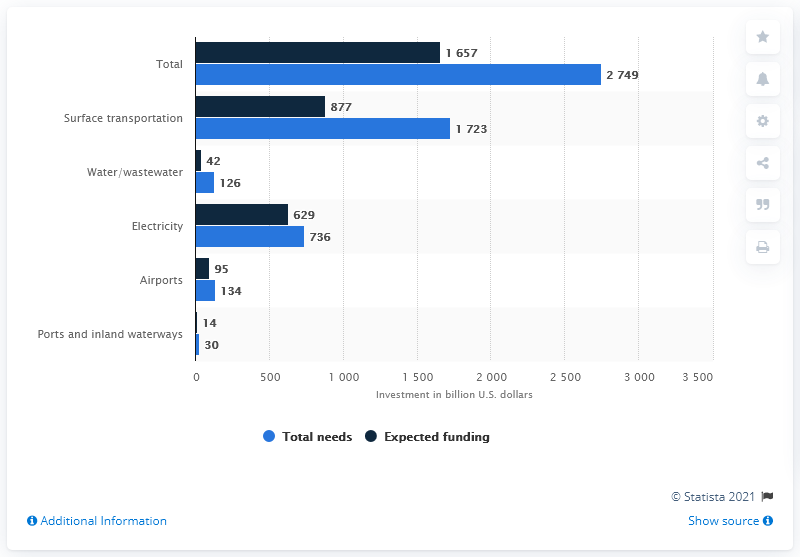 Total
1 657
2 749
Surface transportation
877
1 723
Water/wastewater
42
126
Electricity
629
736
Airports
95
134
Ports and inland waterways
14
30
0 500 1 000 1 500 2 000 2 500 3 000 3 500
Investment in billion U.S. dollars
Total needs Expected funding
© Statista 2021
Additional Information Show source